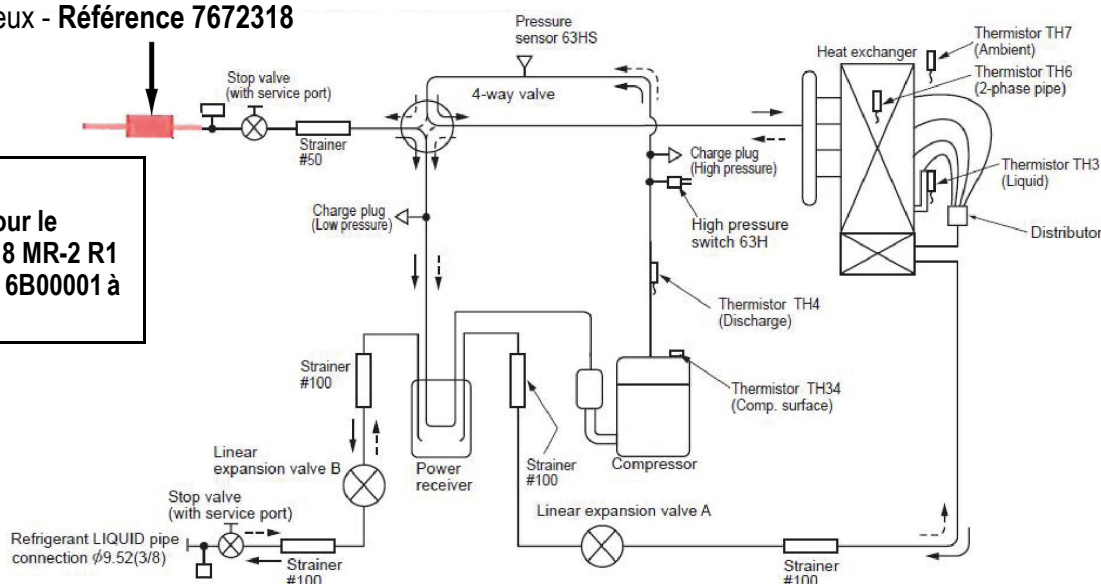 eux - Référence 7672318
Pressure
sensor 63HS
Thermistor TH7
(Ambient)
Heat exchanger
Thermistor TH6
(2-phase pipe)
Stop valve
(with service port)
4-way valve
Strainer
#50
Charge plug
(High pressure)
Thermistor TH3
(Liquid)
our le
8 MR-2 R1
6B00001 à
Charge plug
(Low pressure)
High pressure
switch 63H
Distributor
Thermistor TH4
(Discharge)
Strainer
#100
Thermistor TH34
(Comp. surface)
Linear
expansion valve B
Power
receiver
Strainer
#100
Compressor
Stop valve
(with service port)
Linear expansion valve A
Refrigerant LIQUID pipe
connection φ9.52(3/8)
Strainer
#100
Strainer
#100